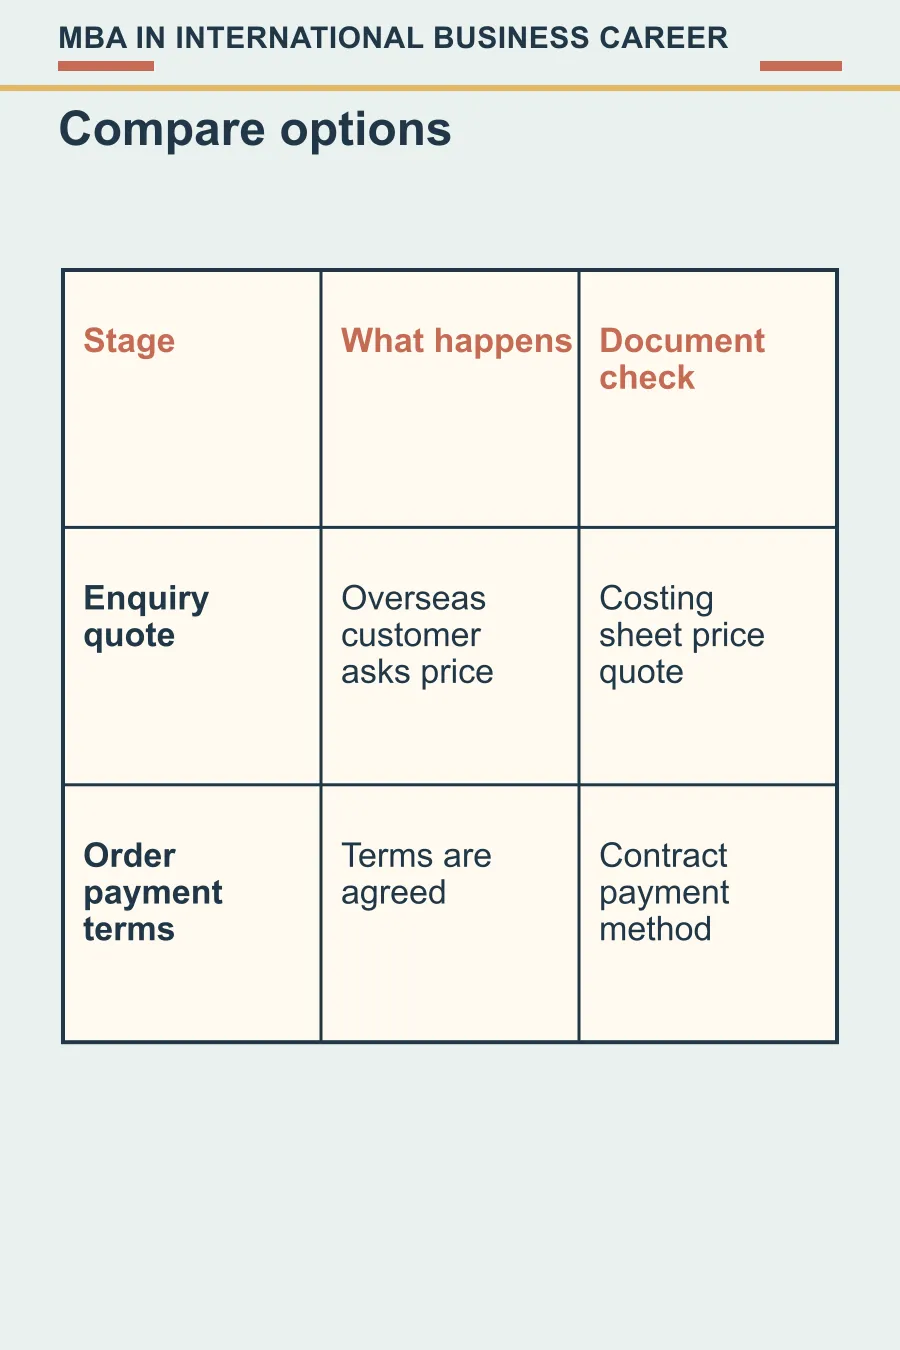 MBA IN INTERNATIONAL BUSINESS CAREER
Compare options
Stage
What happens
Document
check
Enquiry
quote
Overseas
customer
asks price
Costing
sheet price
quote
Order
payment
terms
Terms are
agreed
Contract
payment
method